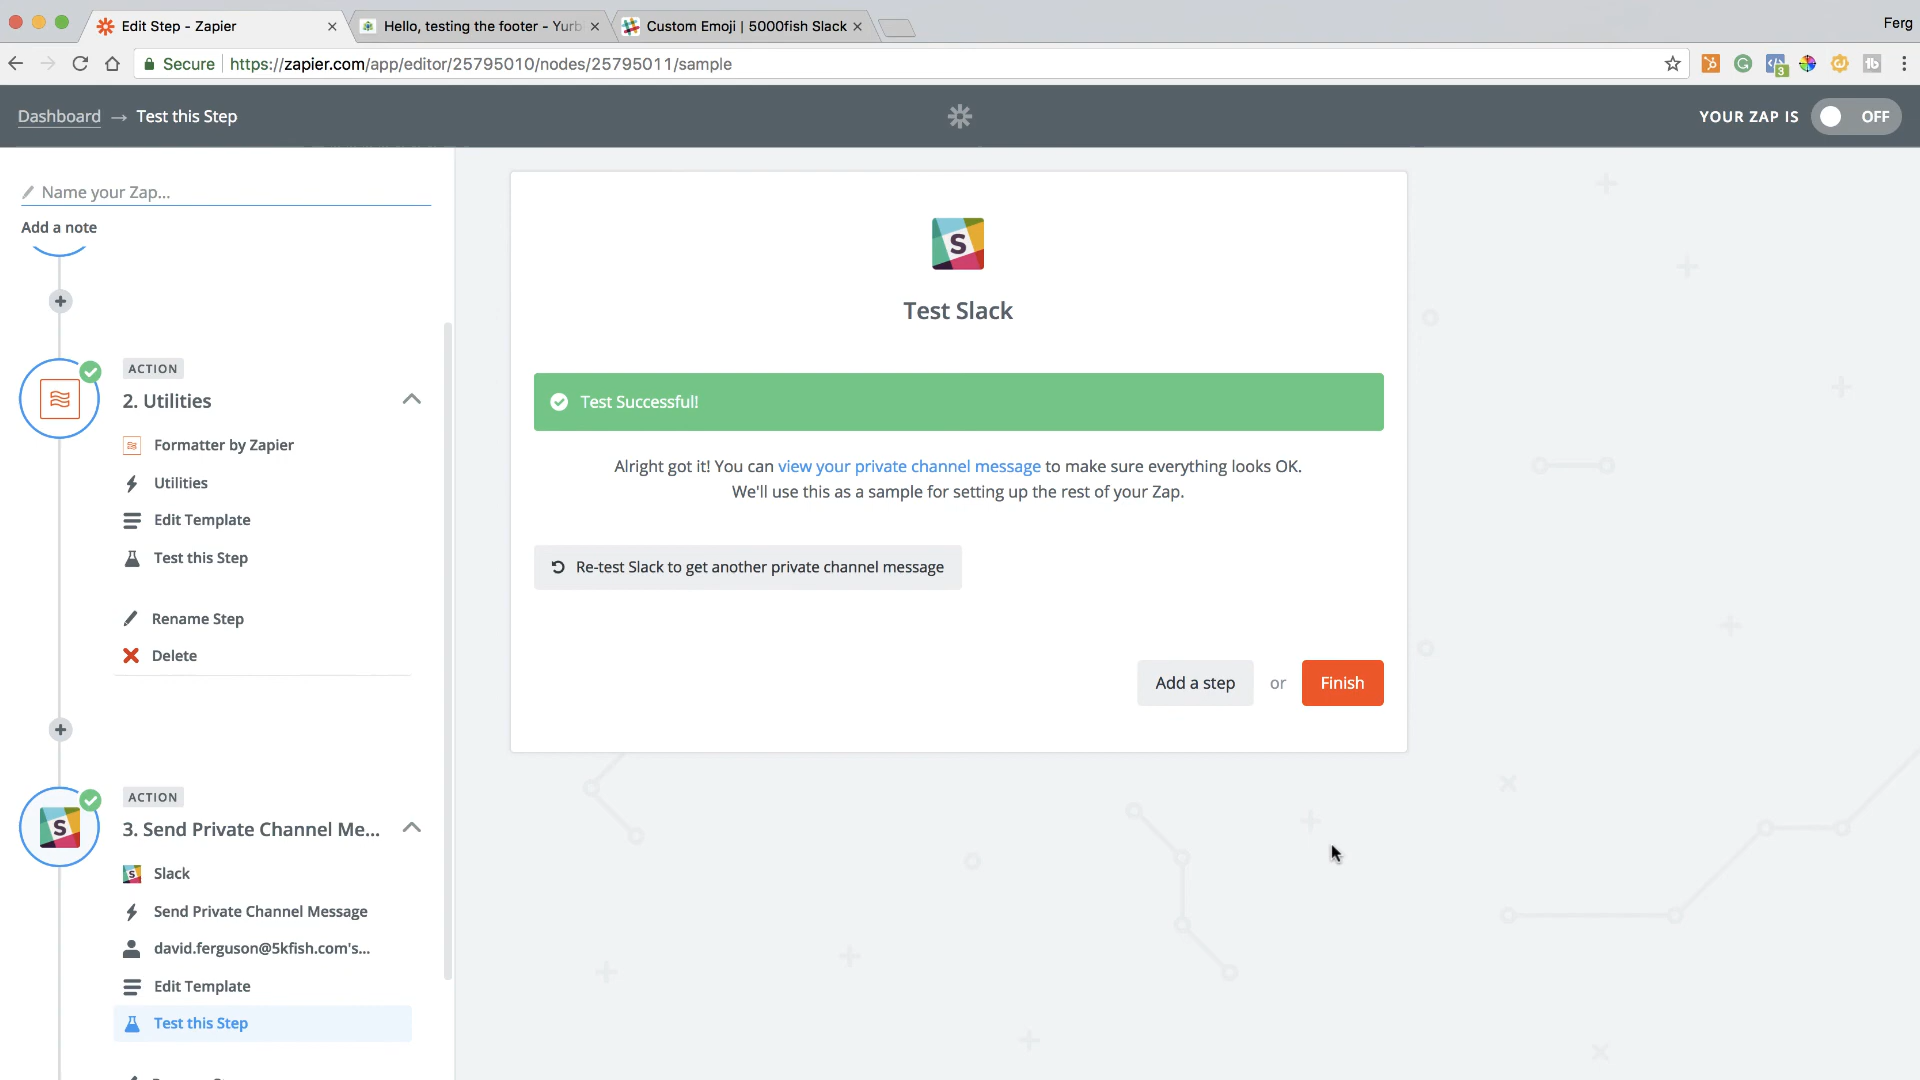 Edit Step - Zapier
Hello, testing the footer - Yurb
Custom Emoji | 5000fish Slack
Ferg
Secure
https://zapier.com/app/editor/25795010/nodes/25795011/sample
3
Dashboard → Test this Step
YOUR ZAP IS
OFF
Name your Zap...
Add a note
ACTION
2. Utilities
Formatter by Zapier
Utilities
Edit Template
Test this Step
Rename Step
Delete
ACTION
3. Send Private Channel Me...
Slack
Send Private Channel Message
david.ferguson@5kfish.com's...
Edit Template
Test this Step
S
Test Slack
Test Successful!
Alright got it! You can view your private channel message to make sure everything looks OK.
We'll use this as a sample for setting up the rest of your Zap.
Re-test Slack to get another private channel message
Add a step or Finish